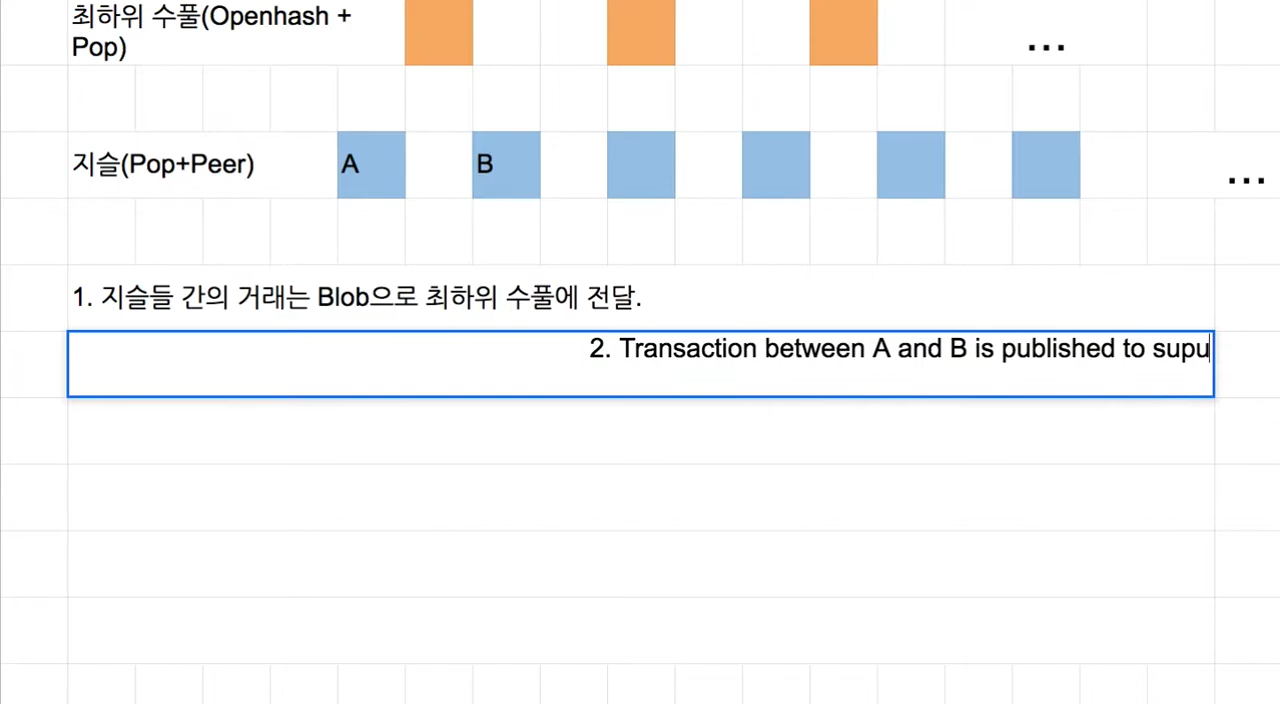 최하위 수풀(Openhash +
Pop)
...
지슬(Pop+Peer)
A
B
...
1. 지슬들 간의 거래는 Blob으로 최하위 수풀에 전달.
2. Transaction between A and B is published to supu